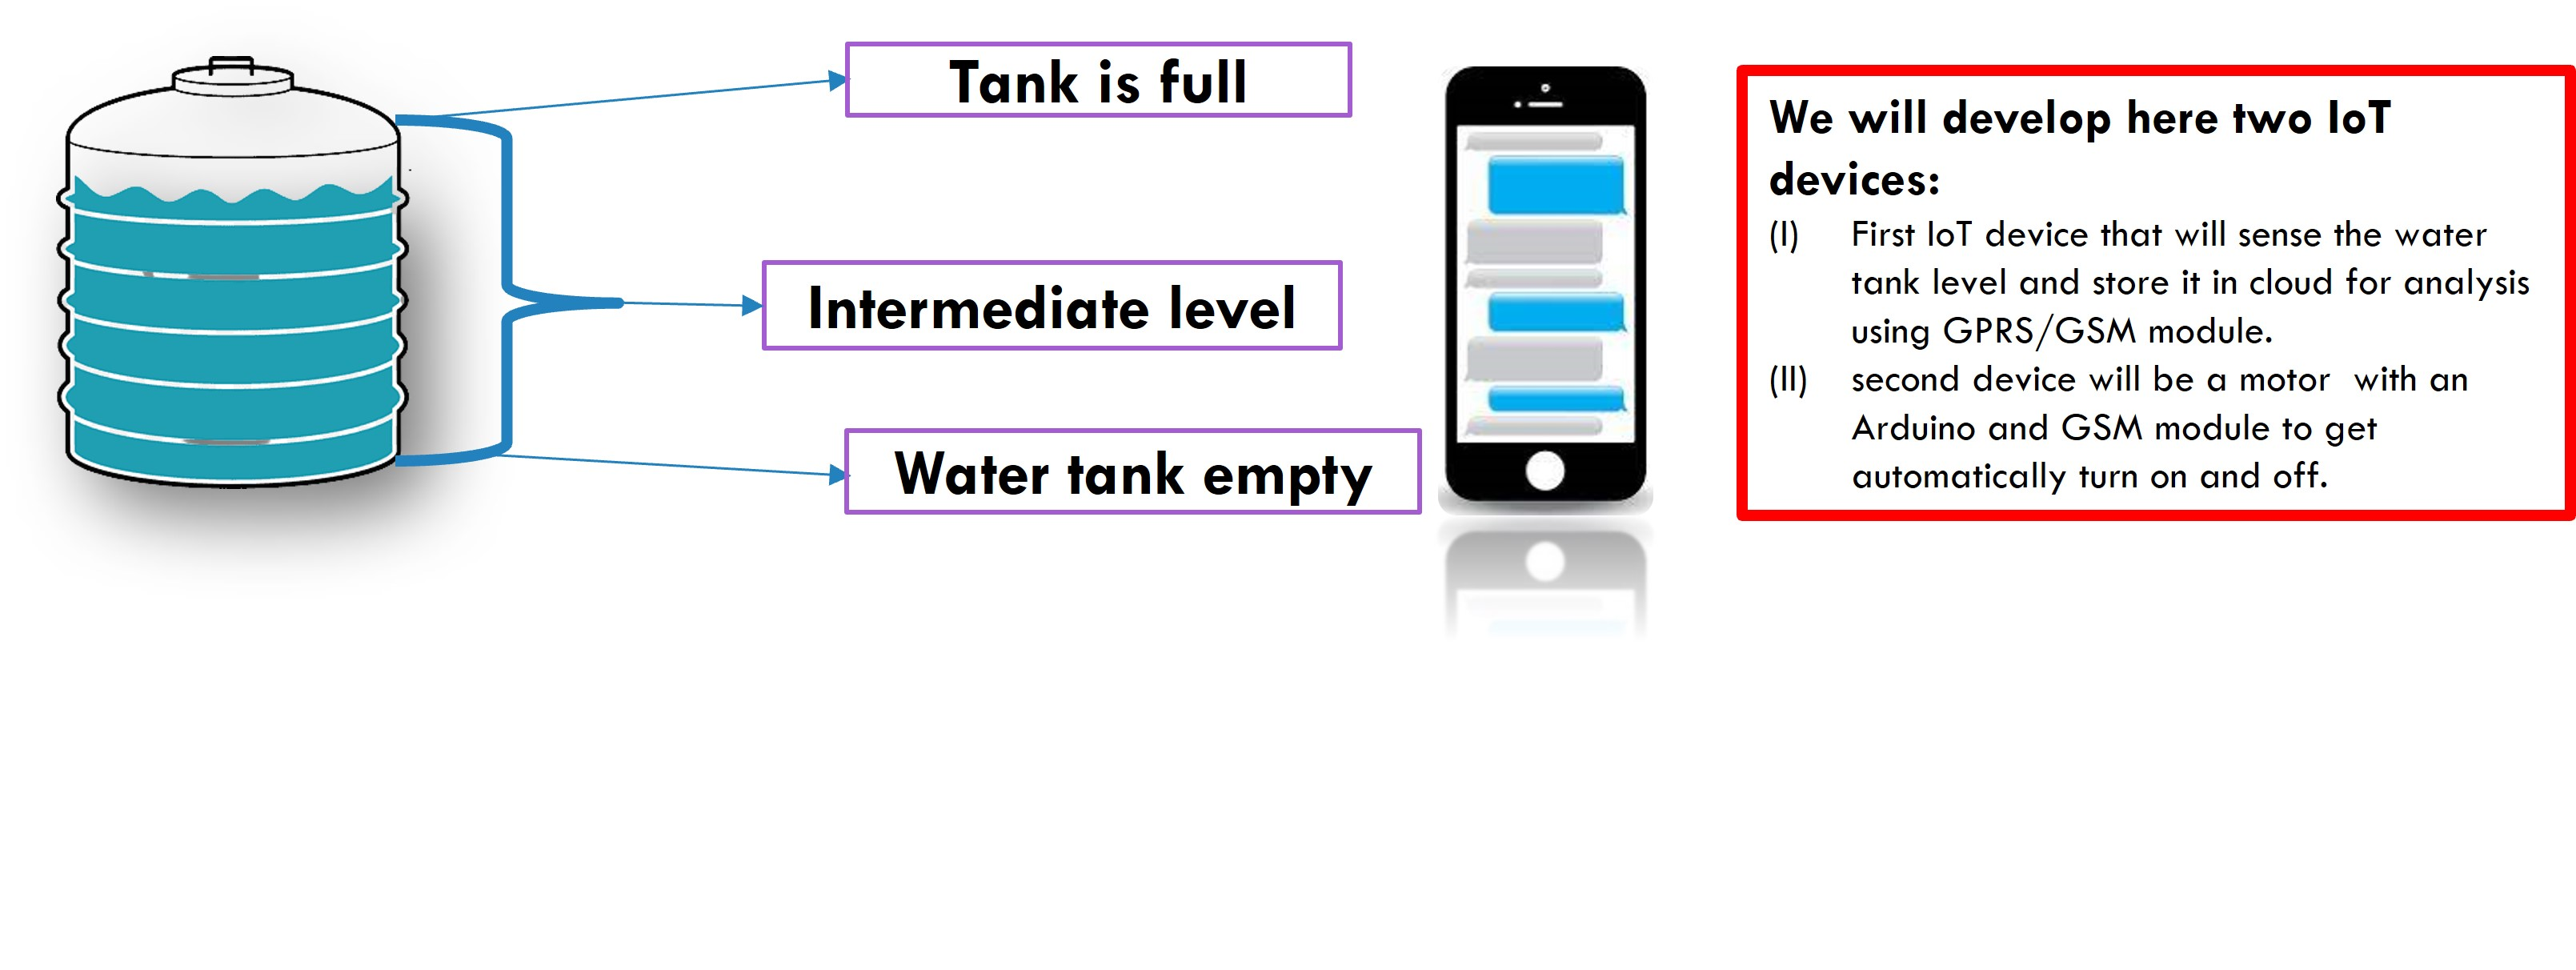 Tank is full
Intermediate level
Water tank empty
We will develop here two IoT
devices:
(I) First IoT device that will sense the water
tank level and store it in cloud for analysis
using GPRS/GSM module.
(II) second device will be a motor  with an
Arduino and GSM module to get
automatically turn on and off.